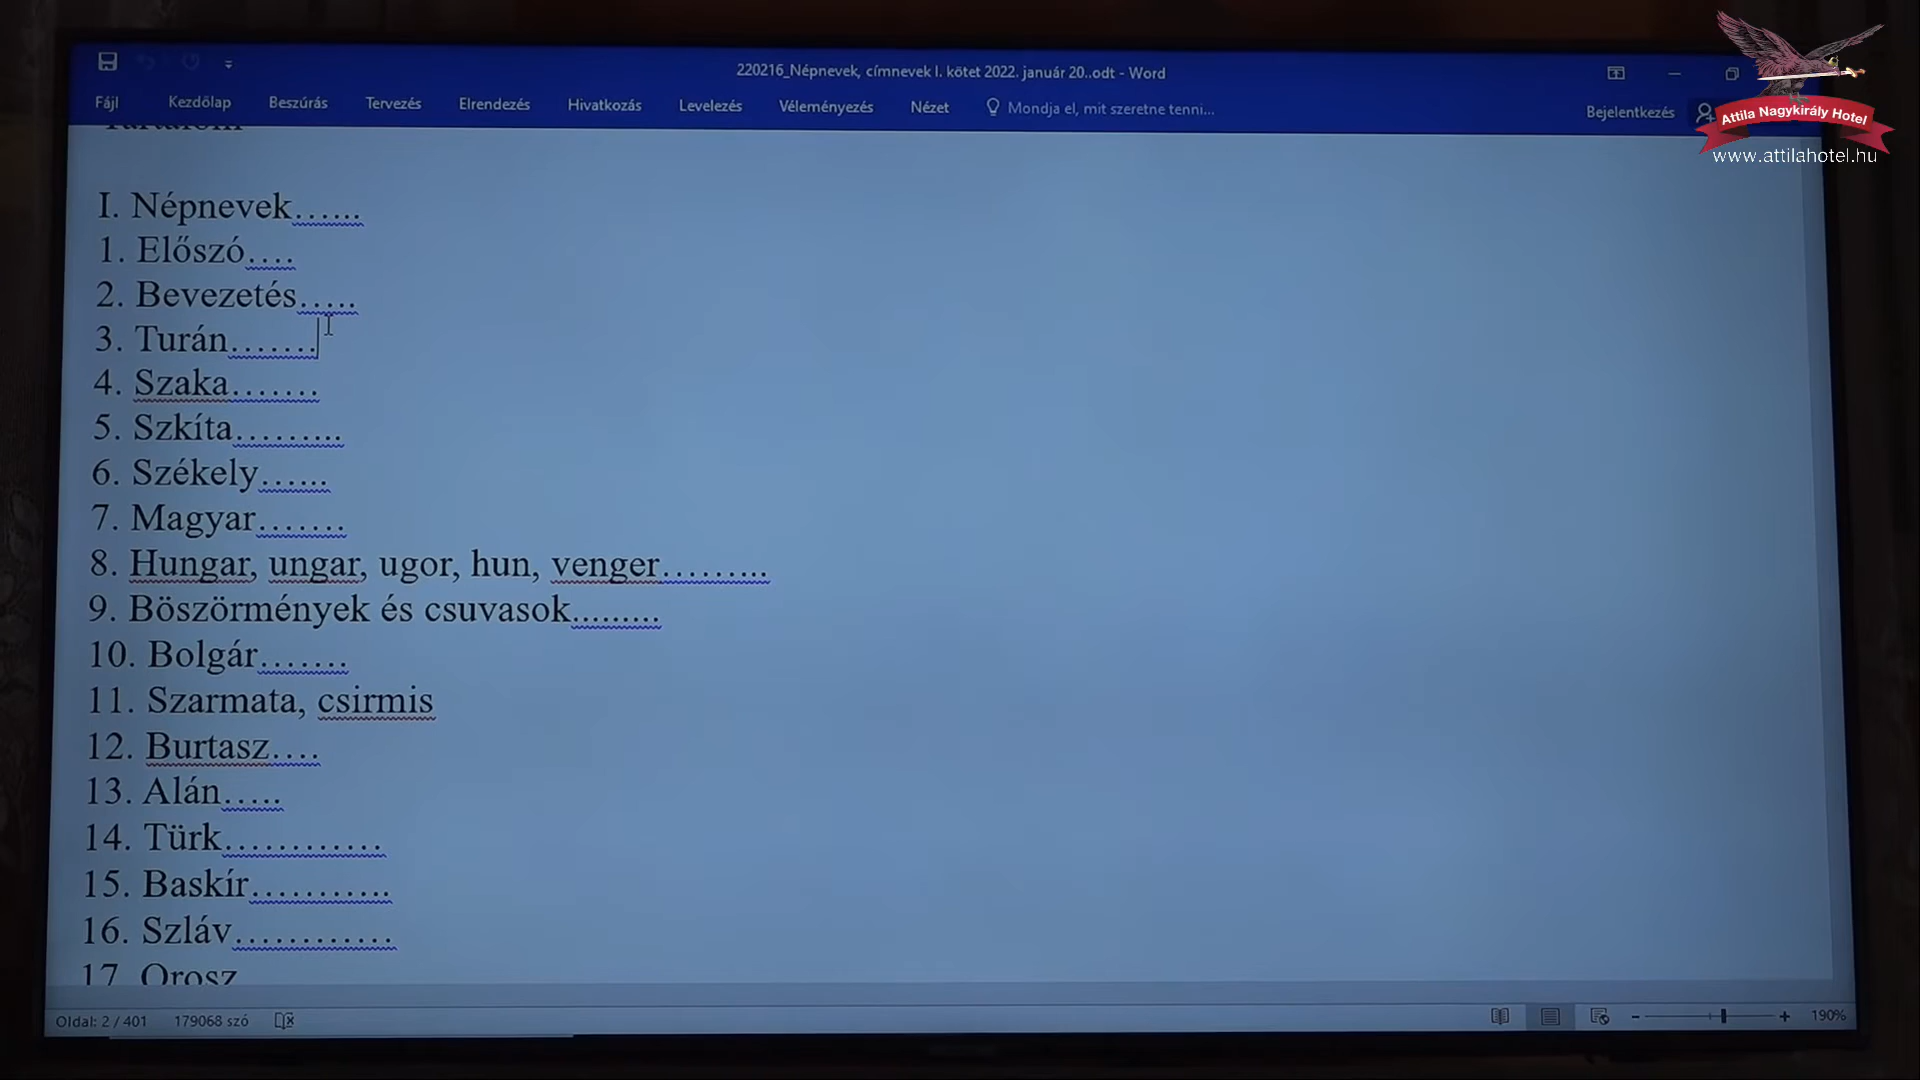 220216_Népnevek, címnevek I. kötet 2022. január 20..odt - Word
Fájl Kezdőlap Beszúrás Tervezés Elrendezés Hivatkozás Levelezés Véleményezés Nézet Mondja el, mit szeretne tenni... Bejelentkezés
Attila Nagykirály Hotel
www.attilahotel.hu
Tartalom
I. Népnevek……
1. Előszó….
2. Bevezetés…..
3. Turán…….
4. Szaka…….
5. Szkíta……...
6. Székely…...
7. Magyar…….
8. Hungar, ungar, ugor, hun, venger……...
9. Böszörmények és csuvasok.........
10. Bolgár…….
11. Szarmata, csirmis
12. Burtasz….
13. Alán…..
14. Türk…………
15. Baskír………..
16. Szláv…………
17. Orosz
Oldal: 2 / 401 179068 szó 190%